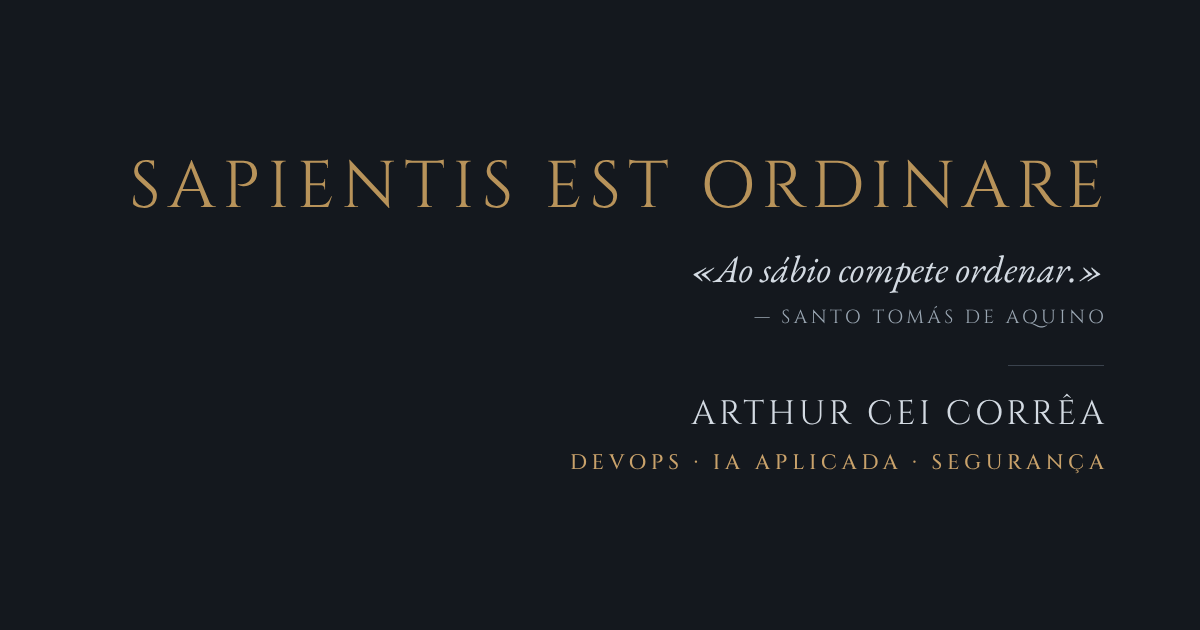 SAPIENTIS EST ORDINARE
«Ao sábio compete ordenar.»
— SANTO TOMÁS DE AQUINO
ARTHUR CEI CORRÊA
DEVOPS · IA APLICADA · SEGURANÇA